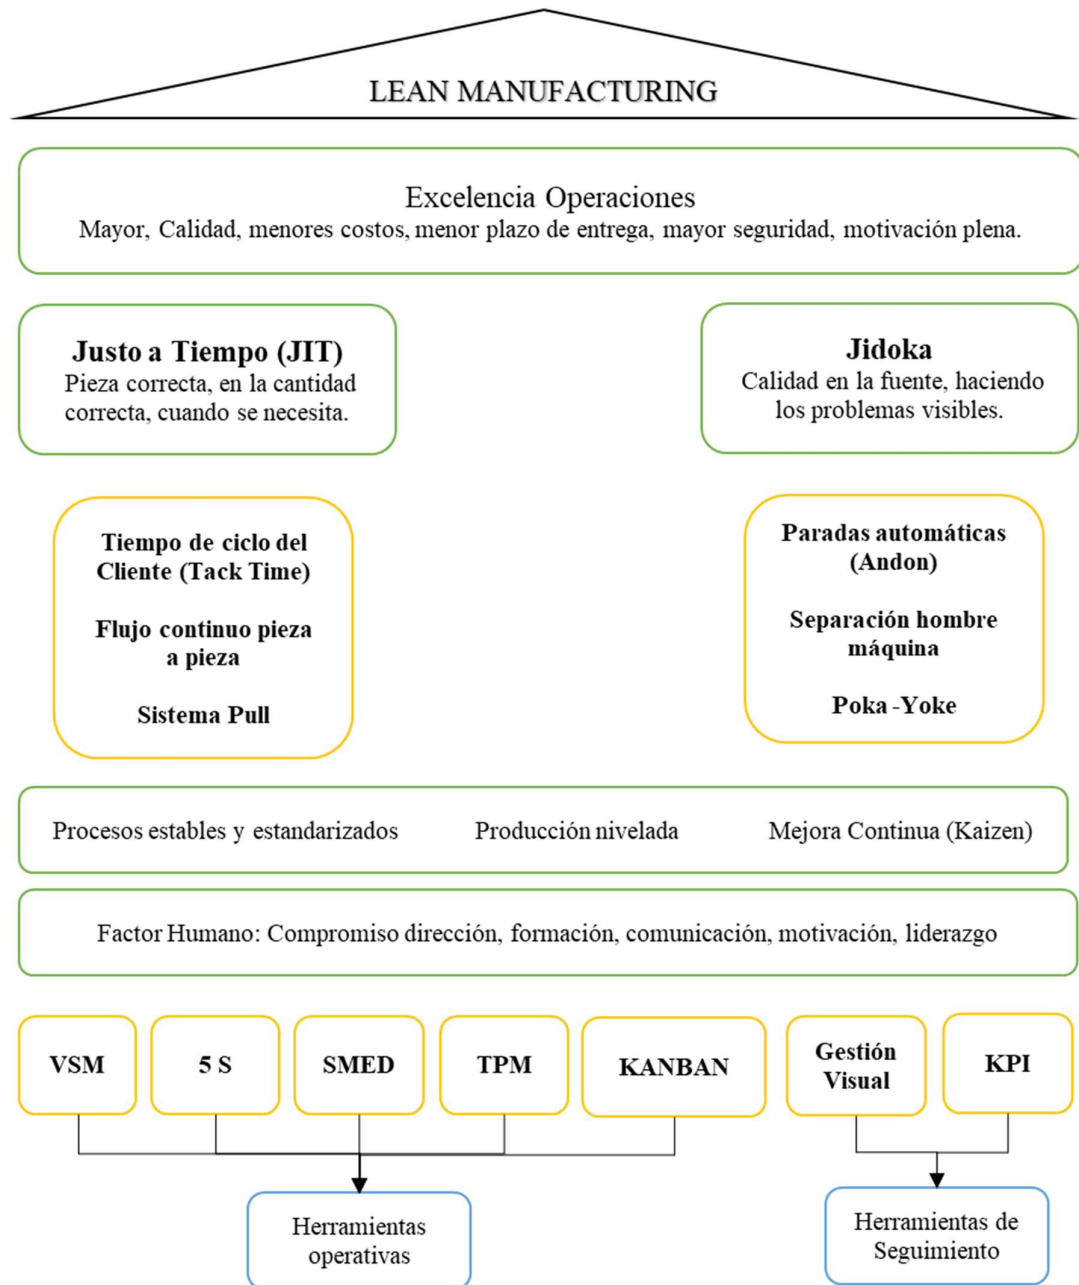 LEAN MANUFACTURING
Excelencia Operaciones
Mayor, Calidad, menores costos, menor plazo de entrega, mayor seguridad, motivación plena.
Justo a Tiempo (JIT)
Pieza correcta, en la cantidad
correcta, cuando se necesita.
Jidoka
Calidad en la fuente, haciendo
los problemas visibles.
Tiempo de ciclo del
Cliente (Tack Time)
Flujo continuo pieza
a pieza
Sistema Pull
Paradas automáticas
(Andon)
Separación hombre
máquina
Poka -Yoke
Procesos estables y estandarizados
Producción nivelada
Mejora Continua (Kaizen)
Factor Humano: Compromiso dirección, formación, comunicación, motivación, liderazgo
VSM
5 S
SMED
TPM
KANBAN
Gestión
Visual
KPI
Herramientas
operativas
Herramientas de
Seguimiento